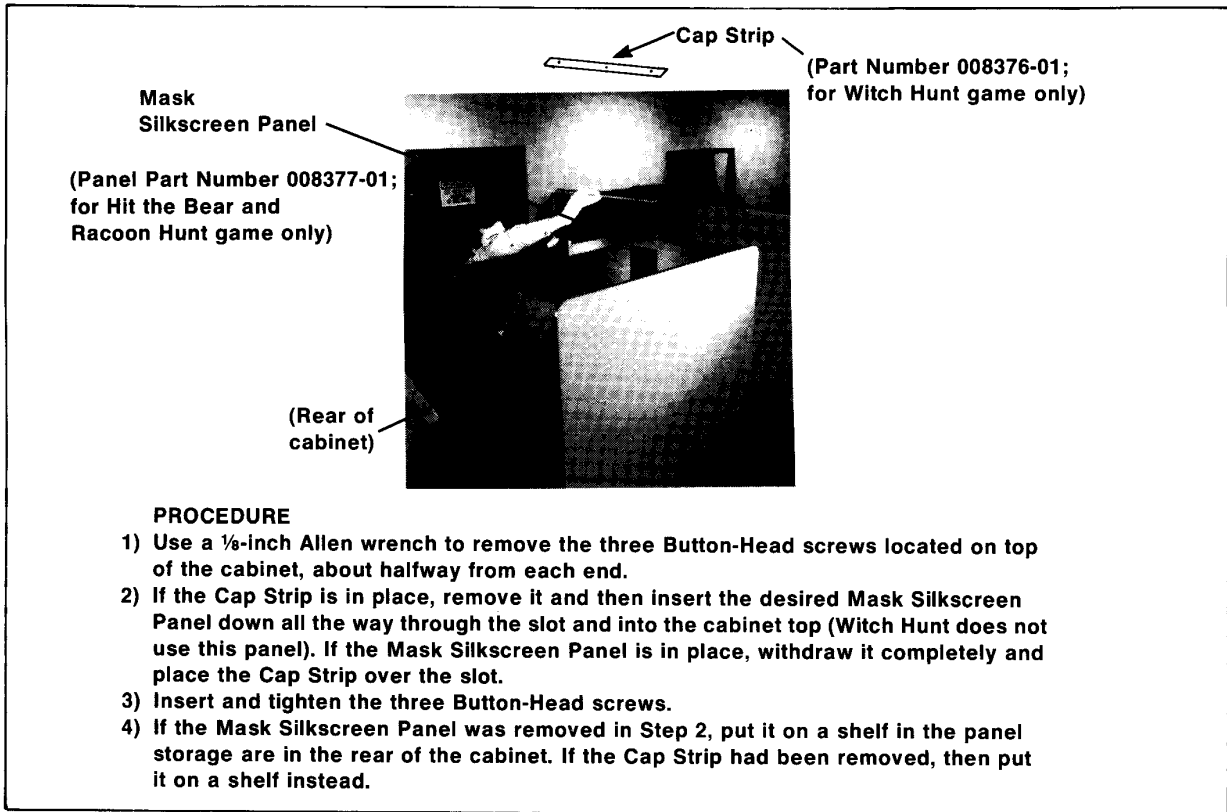 Cap Strip
(Part Number 008376-01;
for Witch Hunt game only)
Mask
Silkscreen Panel
(Panel Part Number 008377-01;
for Hit the Bear and
Racoon Hunt game only)
(Rear of
cabinet)
PROCEDURE
1) Use a ⅛-inch Allen wrench to remove the three Button-Head screws located on top
of the cabinet, about halfway from each end.
2) If the Cap Strip is in place, remove it and then insert the desired Mask Silkscreen
Panel down all the way through the slot and into the cabinet top (Witch Hunt does not
use this panel). If the Mask Silkscreen Panel is in place, withdraw it completely and
place the Cap Strip over the slot.
3) Insert and tighten the three Button-Head screws.
4) If the Mask Silkscreen Panel was removed in Step 2, put it on a shelf in the panel
storage are in the rear of the cabinet. If the Cap Strip had been removed, then put
it on a shelf instead.